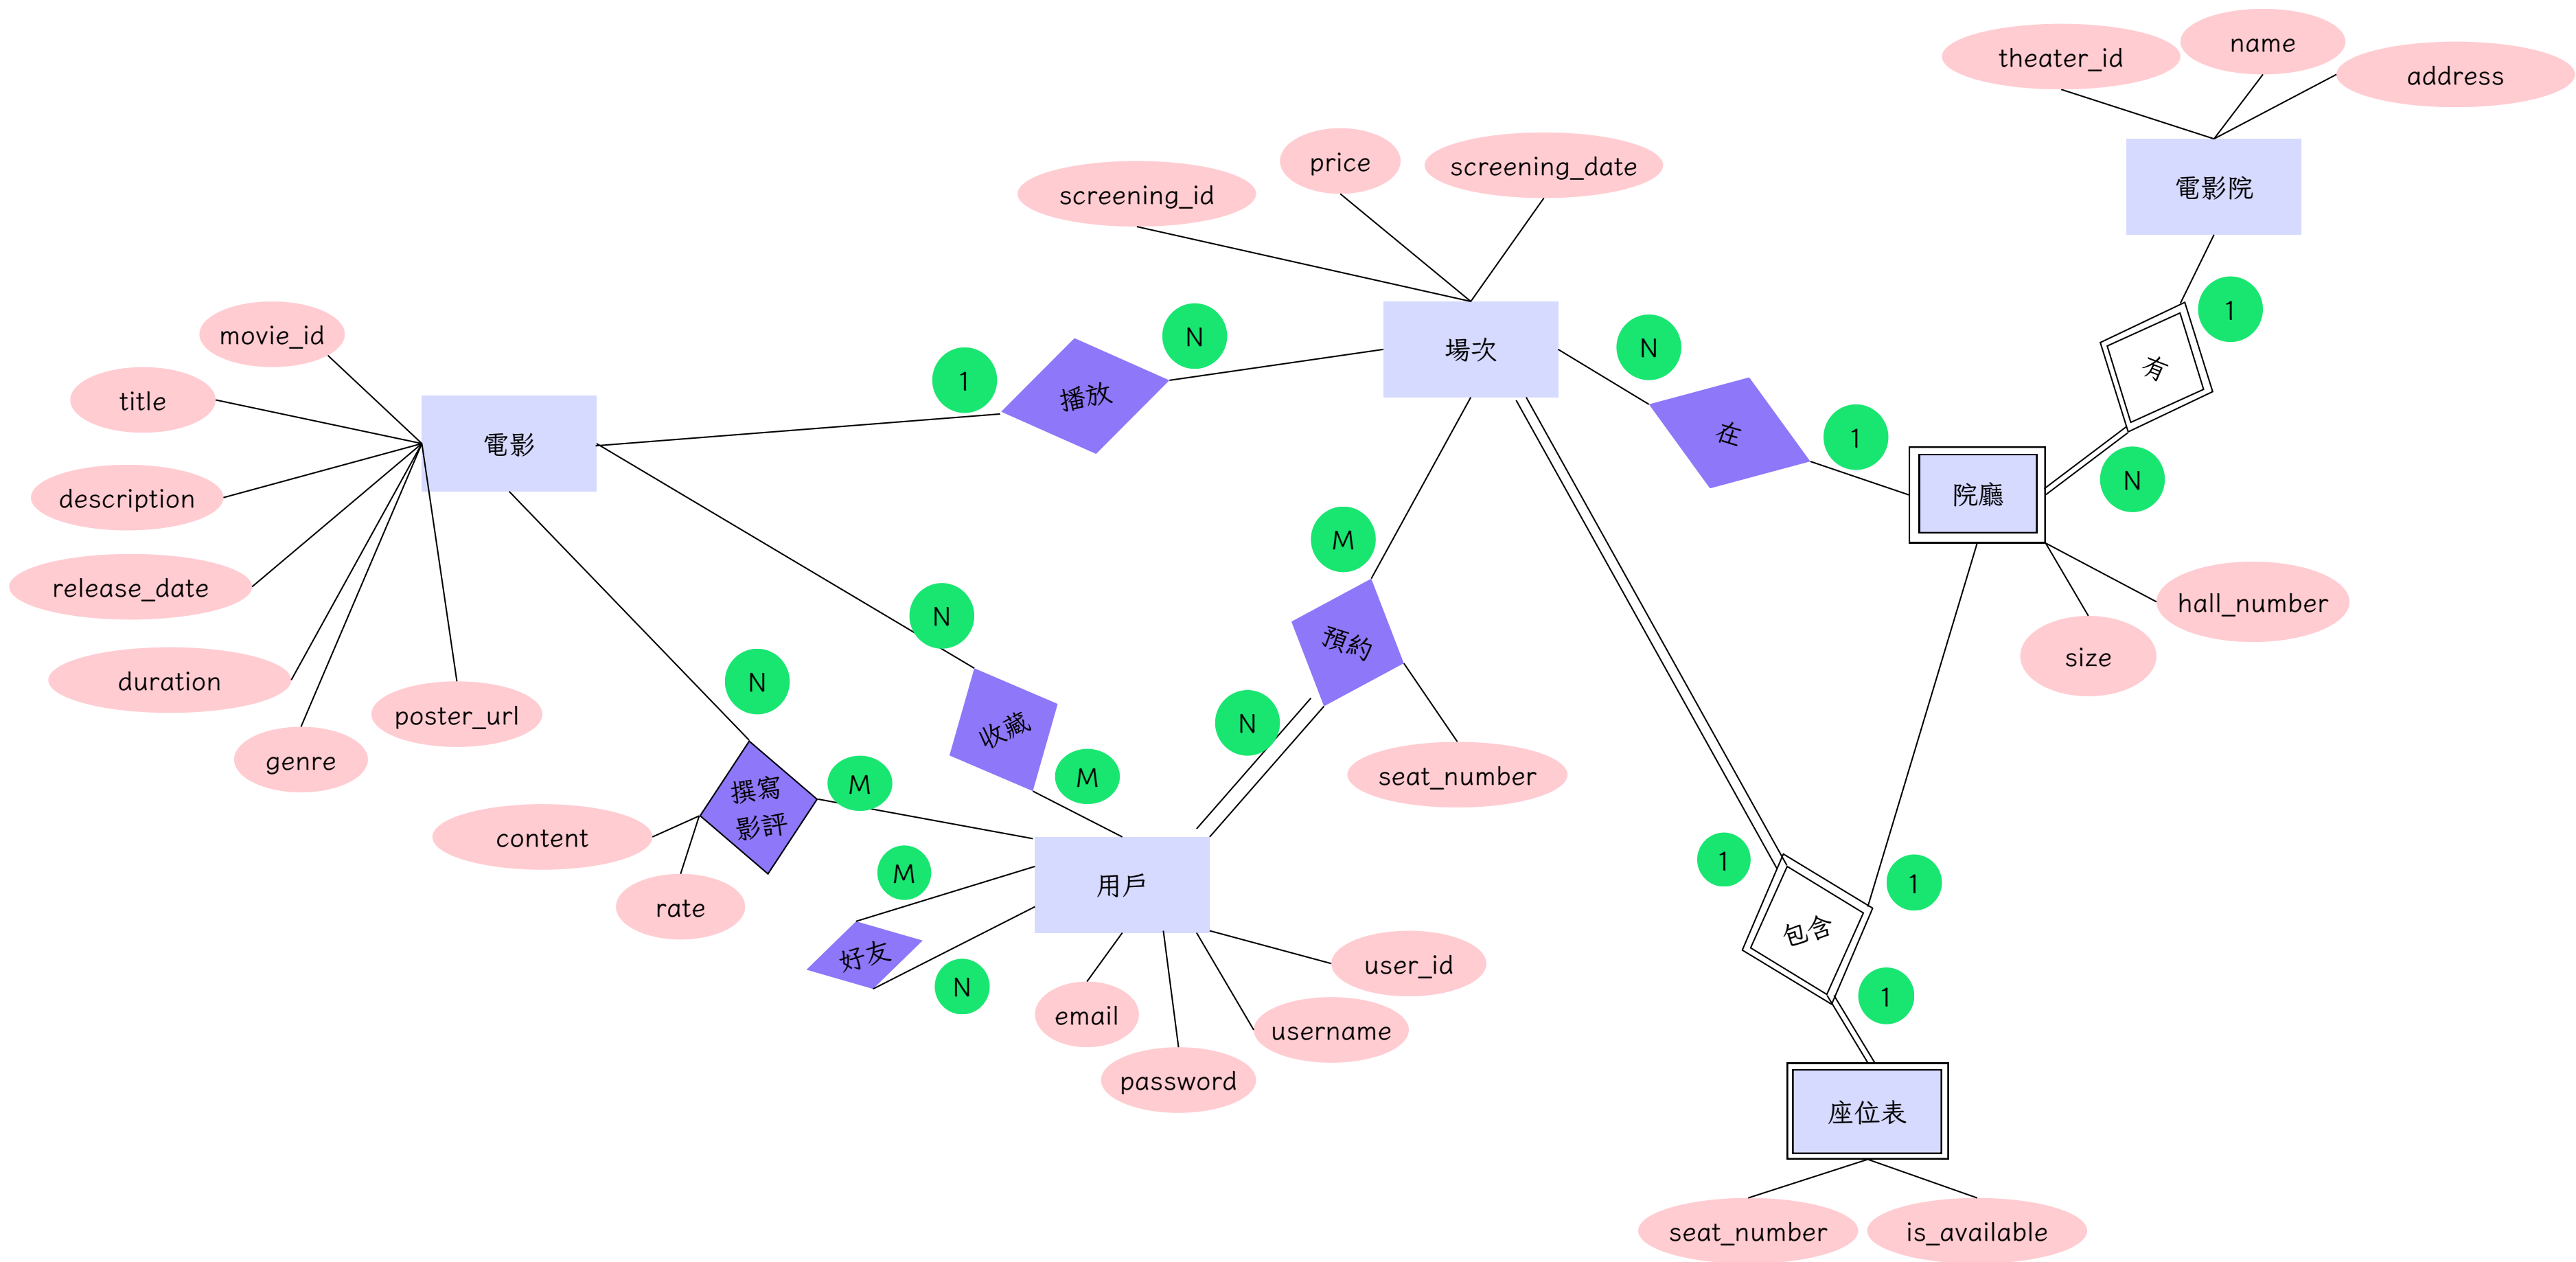 theater_id
name
address
電影院
1
有
N
院廳
hall_number
size
screening_id
price
screening_date
場次
N
在
1
movie_id
title
description
release_date
duration
genre
poster_url
電影
1
播放
N
N
收藏
M
N
撰寫
影評
M
content
rate
M
預約
N
seat_number
用戶
M
好友
N
email
password
username
user_id
1
包含
1
1
座位表
seat_number
is_available